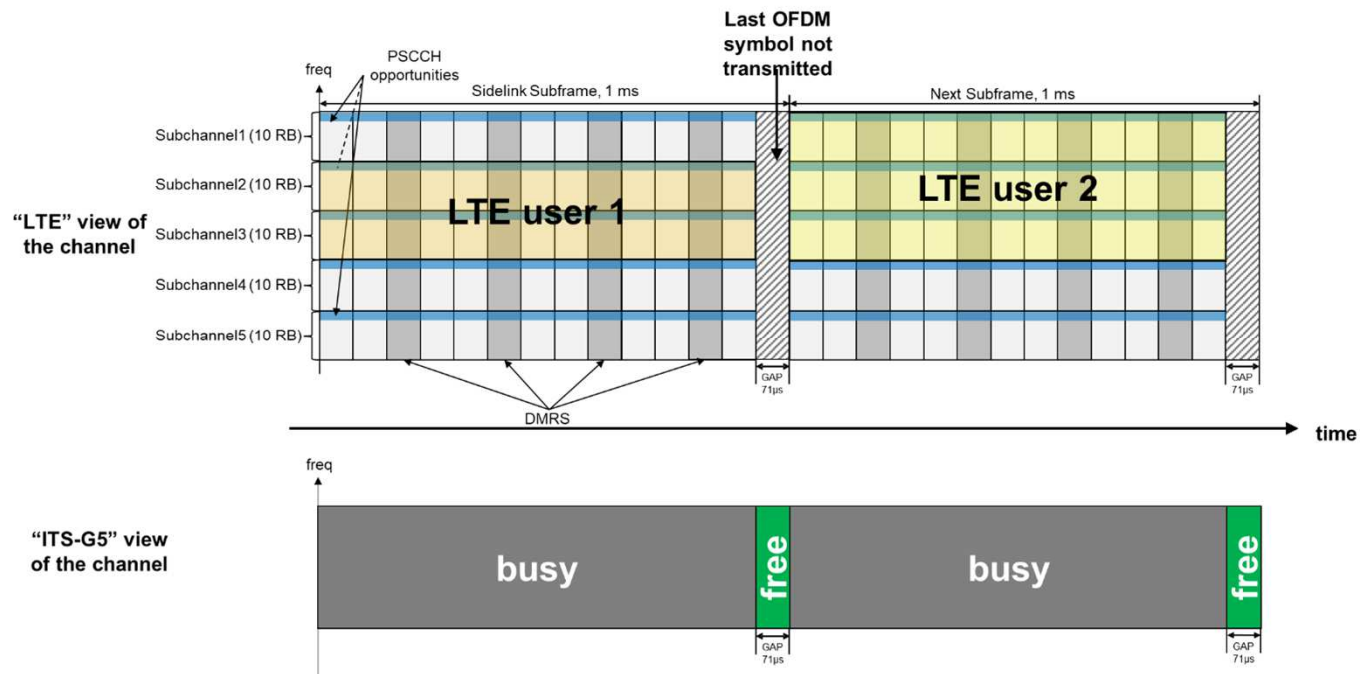 Last OFDM
symbol not
transmitted
PSCCH
opportunities
freq
Sidelink Subframe, 1 ms
Next Subframe, 1 ms
Subchannel1 (10 RB)
Subchannel2 (10 RB)
Subchannel3 (10 RB)
Subchannel4 (10 RB)
Subchannel5 (10 RB)
“LTE” view of
the channel
LTE user 1
LTE user 2
GAP
71µs
GAP
71µs
DMRS
time
freq
“ITS-G5” view
of the channel
busy
free
busy
free
GAP
71µs
GAP
71µs